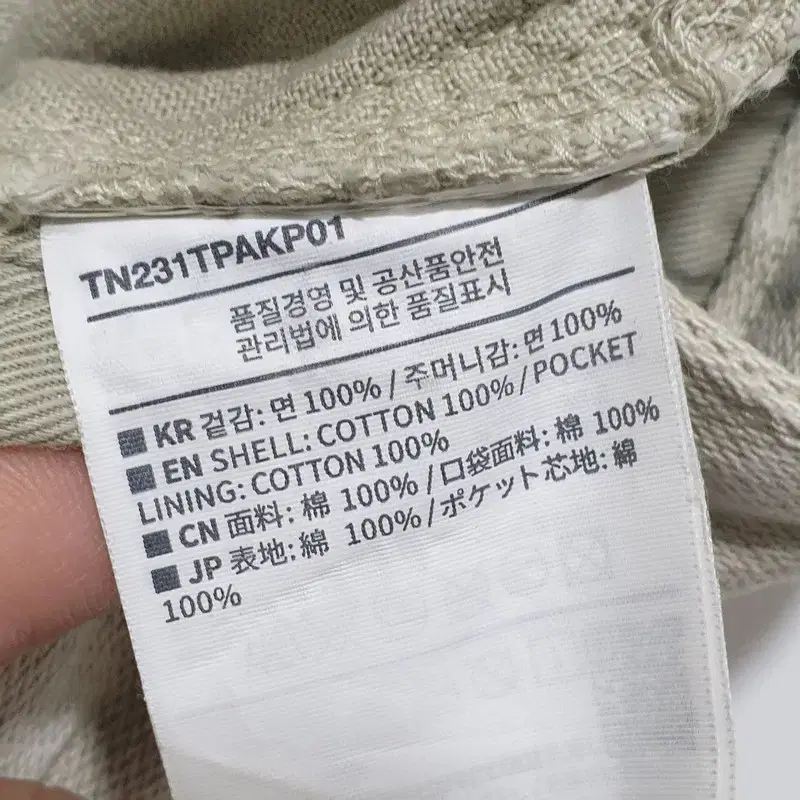 TN231TPAKP01
품질경영 및 공산품안전
관리법에 의한 품질표시
KR 겉감: 면 100% / 주머니감: 면 100%
EN SHELL: COTTON 100% / POCKET
LINING: COTTON 100%
CN 面料: 棉 100% / 口袋面料: 棉 100%
JP 表地: 綿 100% / ポケット芯地: 綿
100%